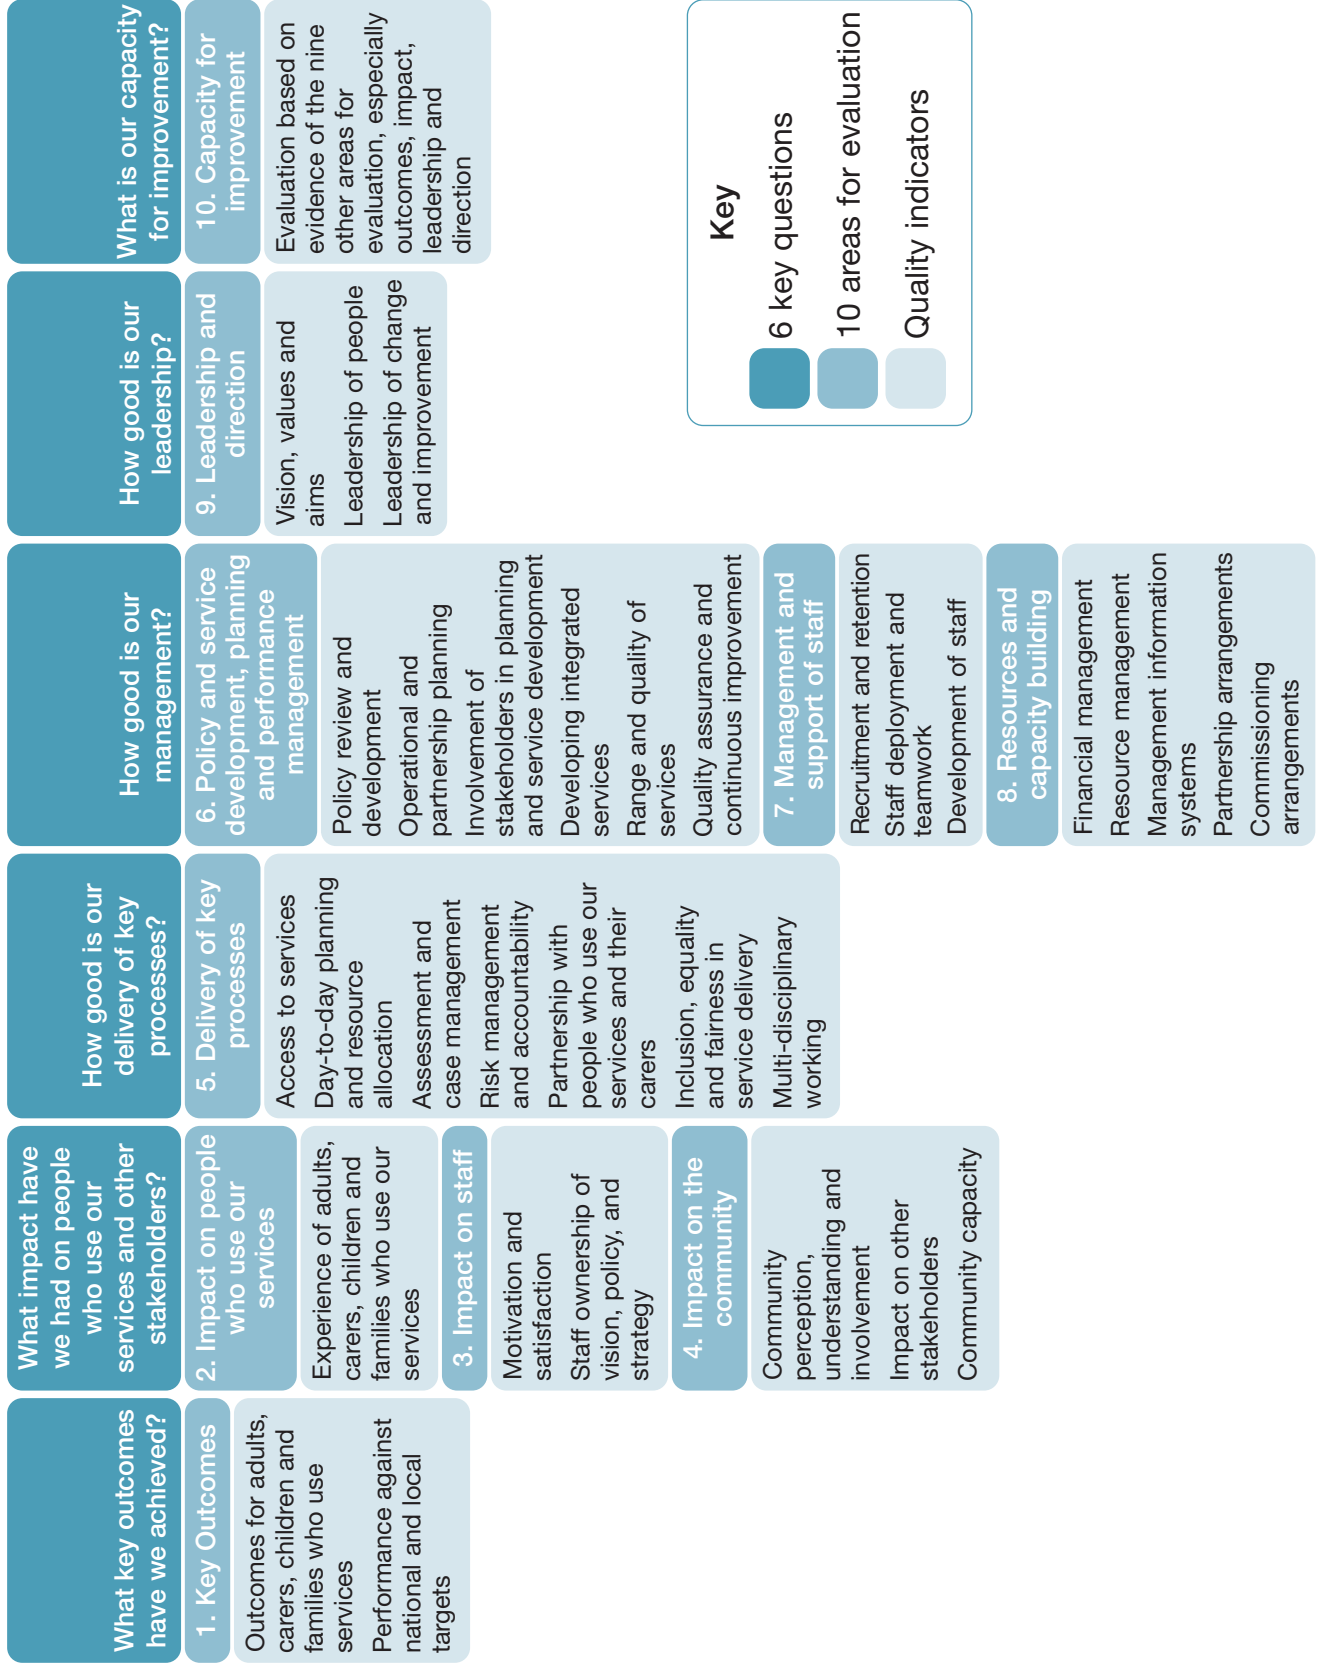 What key outcomes
have we achieved?
1. Key Outcomes
Outcomes for adults,
carers, children and
families who use
services
Performance against
national and local
targets
What impact have
we had on people
who use our
services and other
stakeholders?
2. Impact on people
who use our
services
Experience of adults,
carers, children and
families who use our
services
3. Impact on staff
Motivation and
satisfaction
Staff ownership of
vision, policy, and
strategy
4. Impact on the
community
Community
perception,
understanding and
involvement
Impact on other
stakeholders
Community capacity
How good is our
delivery of key
processes?
5. Delivery of key
processes
Access to services
Day-to-day planning
and resource
allocation
Assessment and
case management
Risk management
and accountability
Partnership with
people who use our
services and their
carers
Inclusion, equality
and fairness in
service delivery
Multi-disciplinary
working
How good is our
management?
6. Policy and service
development, planning
and performance
management
Policy review and
development
Operational and
partnership planning
Involvement of
stakeholders in planning
and service development
Developing integrated
services
Range and quality of
services
Quality assurance and
continuous improvement
7. Management and
support of staff
Recruitment and retention
Staff deployment and
teamwork
Development of staff
8. Resources and
capacity building
Financial management
Resource management
Management information
systems
Partnership arrangements
Commissioning
arrangements
How good is our
leadership?
9. Leadership and
direction
Vision, values and
aims
Leadership of people
Leadership of change
and improvement
What is our capacity
for improvement?
10. Capacity for
improvement
Evaluation based on
evidence of the nine
other areas for
evaluation, especially
outcomes, impact,
leadership and
direction
Key
6 key questions
10 areas for evaluation
Quality indicators